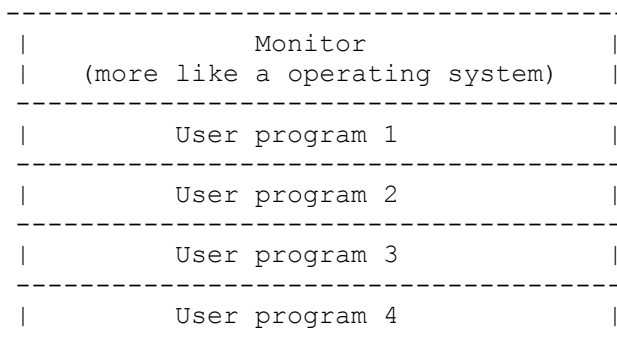 Monitor
(more like a operating system)
User program 1
User program 2
User program 3
User program 4